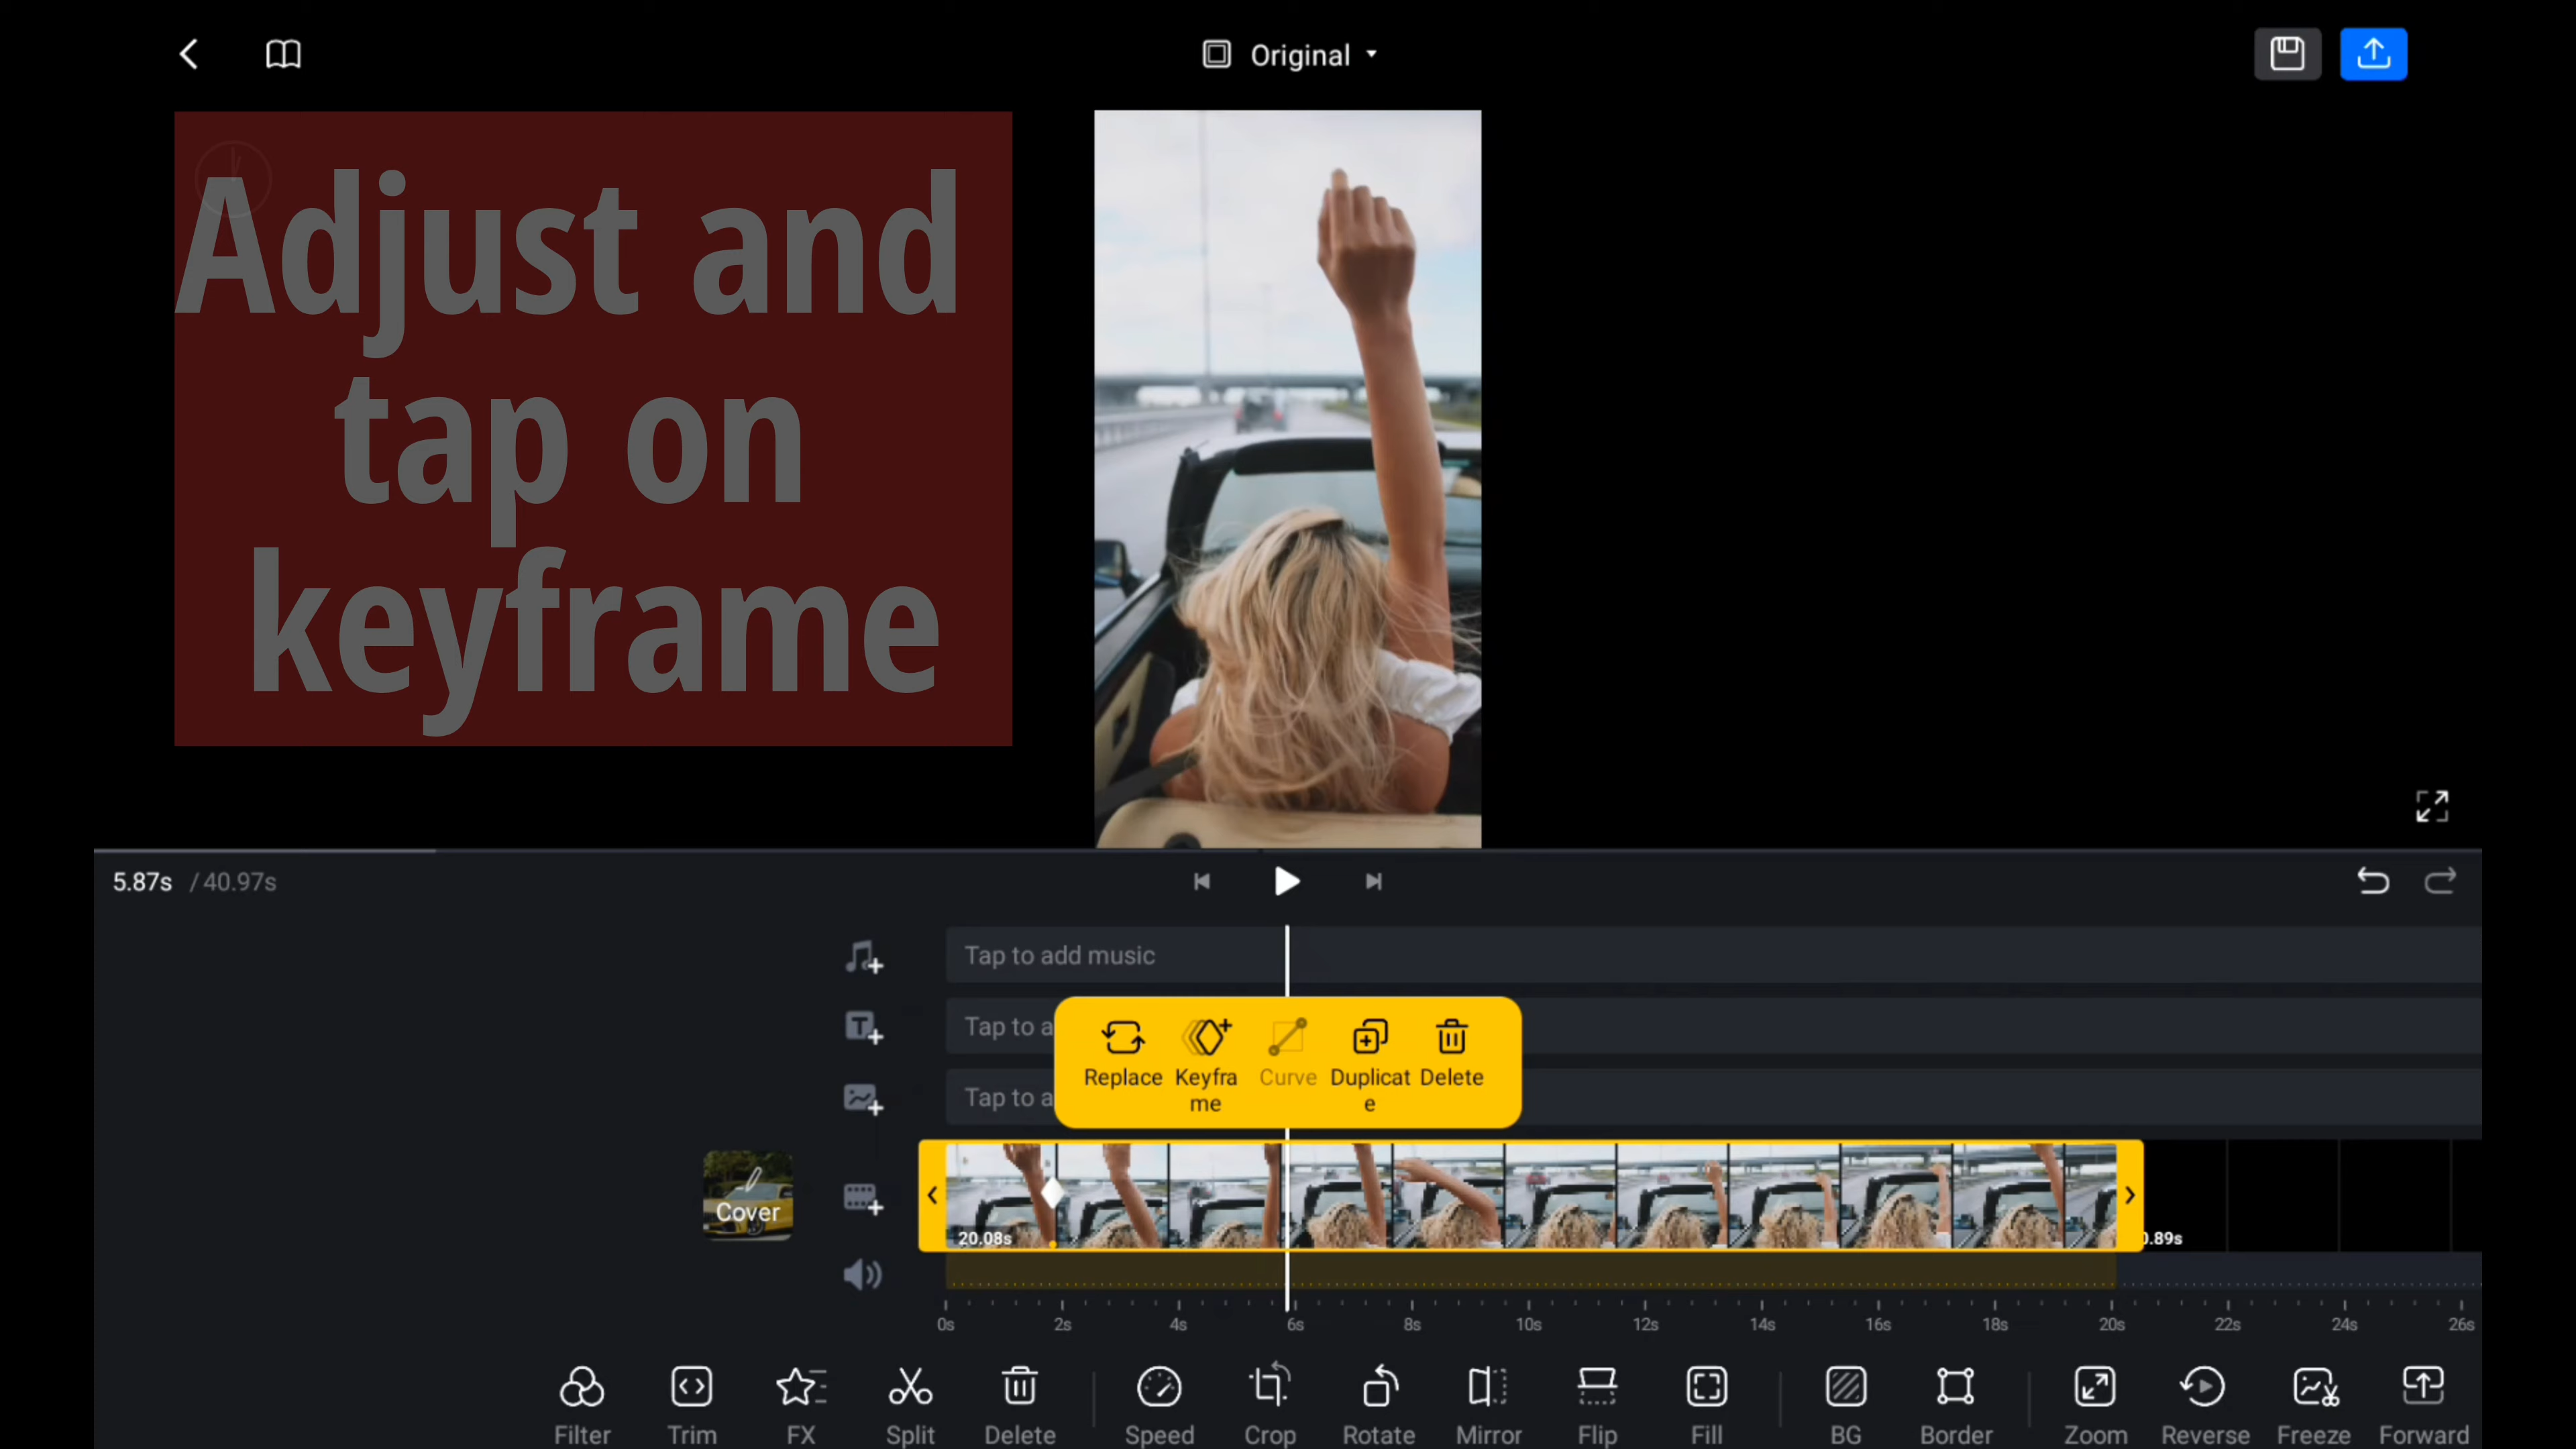 Original
Adjust and
tap on
keyframe
5.87s / 40.97s
Tap to add music
Tap to a
Tap to a
Replace Keyfra
me Curve Duplicat
e Delete
Cover
20.08s
0.89s
0s 2s 4s 6s 8s 10s 12s 14s 16s 18s 20s 22s 24s 26s
Filter Trim FX Split Delete Speed Crop Rotate Mirror Flip Fill BG Border Zoom Reverse Freeze Forward